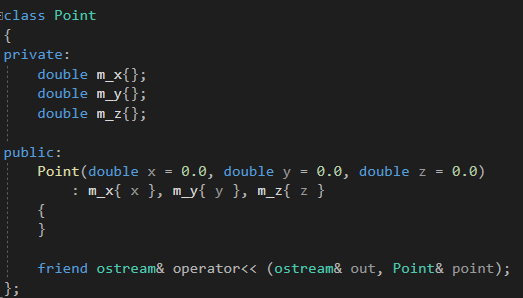 class Point
{
private:
    double m_x{};
    double m_y{};
    double m_z{};

public:
    Point(double x = 0.0, double y = 0.0, double z = 0.0)
        : m_x{ x }, m_y{ y }, m_z{ z }
    {
    }

    friend ostream& operator<< (ostream& out, Point& point);
};